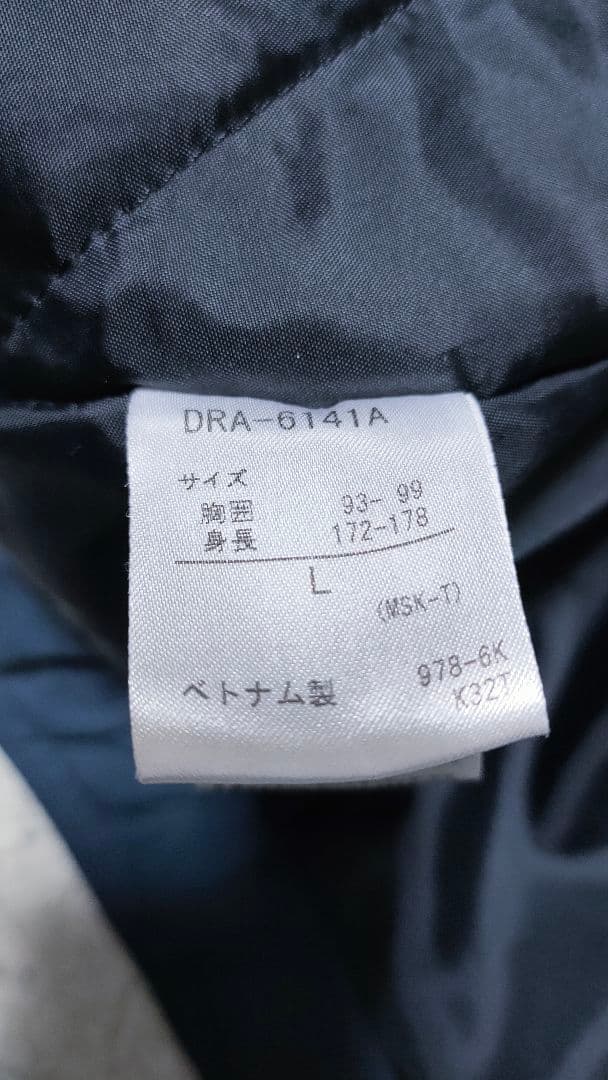 DRA-6141A
サイズ
胸囲 93-99
身長 172-178
L
(MSK-T)
ベトナム製 978-6K
K32T